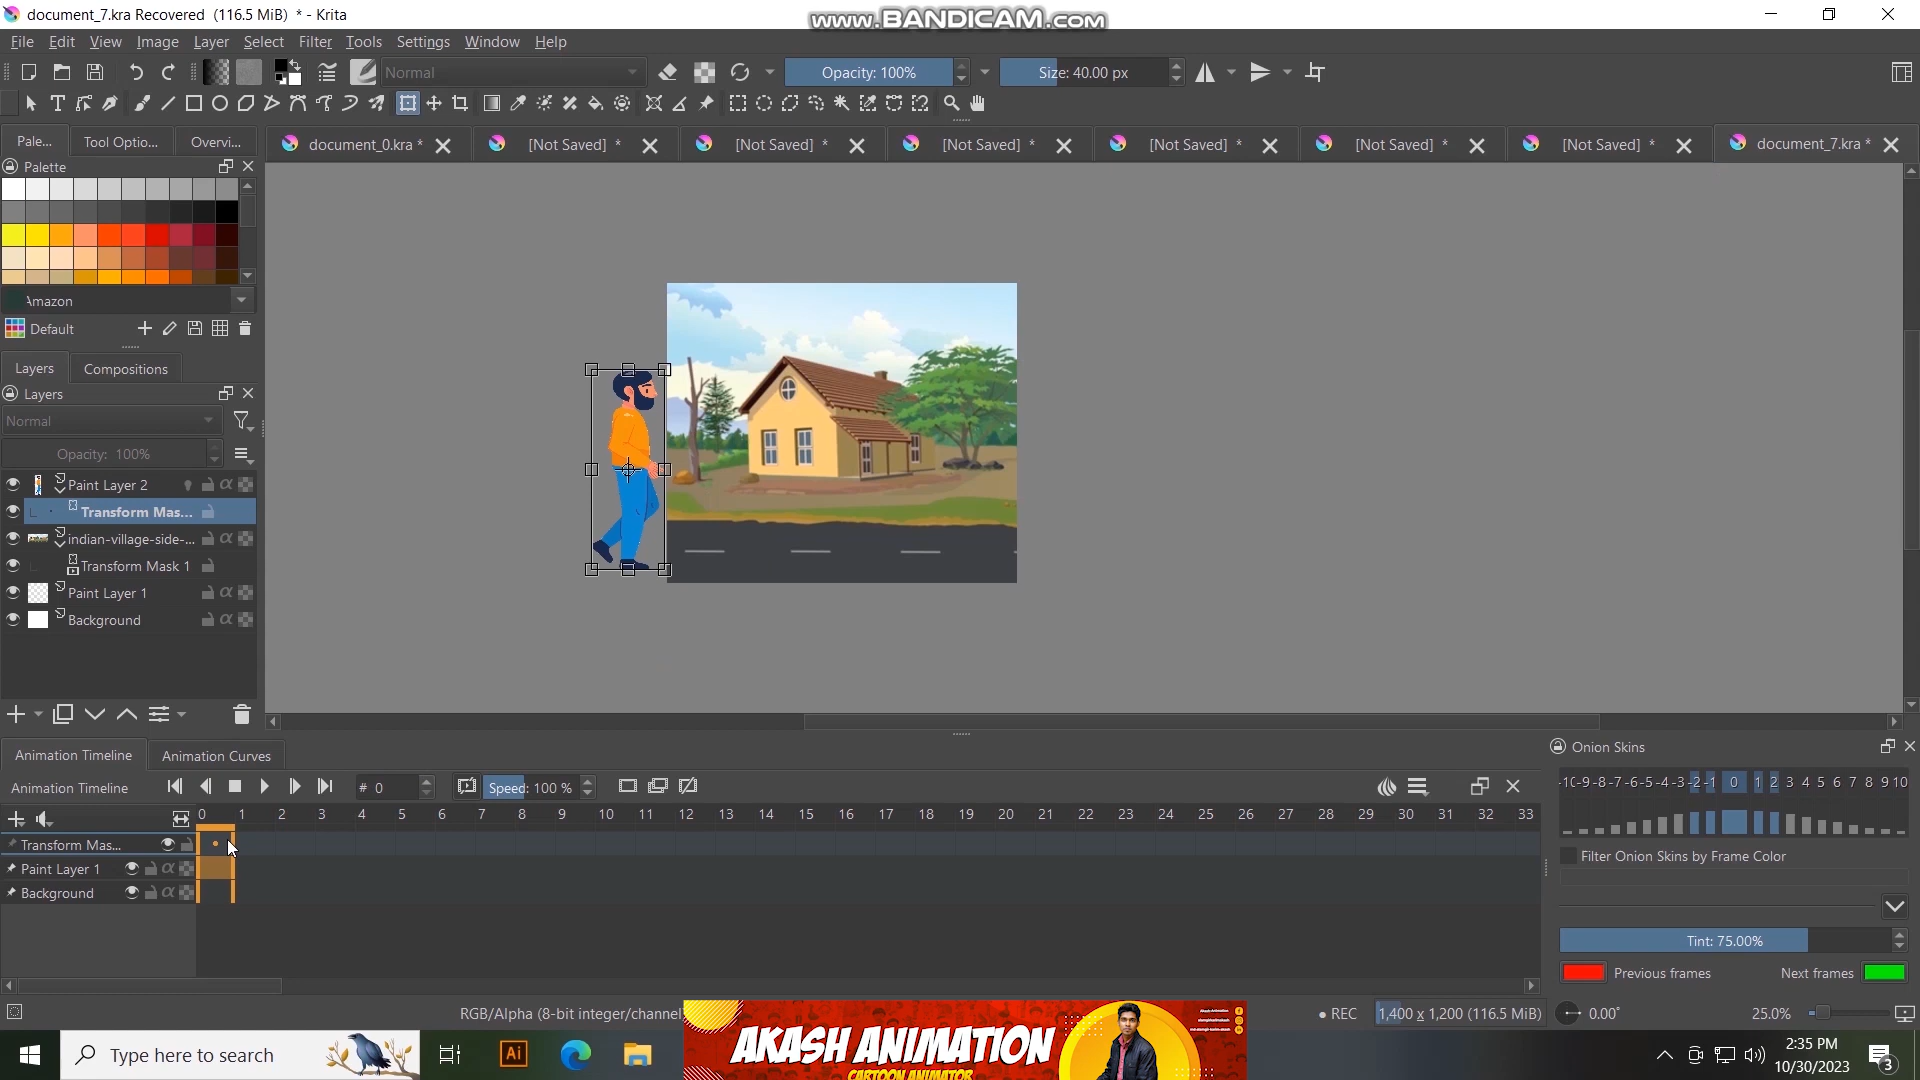 document_7.kra Recovered (116.5 MiB) * - Krita
www.BANDICAM.com
File Edit View Image Layer Select Filter Tools Settings Window Help
Normal
Opacity: 100%
Size: 40.00 px
Pale... Tool Optio... Overvi...
document_0.kra *
[Not Saved] *
[Not Saved] *
[Not Saved] *
[Not Saved] *
[Not Saved] *
[Not Saved] *
document_7.kra *
Palette
Amazon
Default
Layers Compositions
Layers
Normal
Opacity: 100%
Paint Layer 2
Transform Mas...
indian-village-side-...
Transform Mask 1
Paint Layer 1
Background
Animation Timeline Animation Curves
Animation Timeline
# 0
Speed: 100 %
0 1 2 3 4 5 6 7 8 9 10 11 12 13 14 15 16 17 18 19 20 21 22 23 24 25 26 27 28 29 30 31 32 33
Transform Mas...
Paint Layer 1
Background
Onion Skins
-10 -9 -8 -7 -6 -5 -4 -3 -2 -1 0 1 2 3 4 5 6 7 8 9 10
Filter Onion Skins by Frame Color
Tint: 75.00%
Previous frames
Next frames
RGB/Alpha (8-bit integer/channel
REC
1,400 x 1,200 (116.5 MiB)
0.00°
25.0%
AKASH ANIMATION
CARTOON ANIMATOR
Type here to search
Ai
2:35 PM
10/30/2023
3